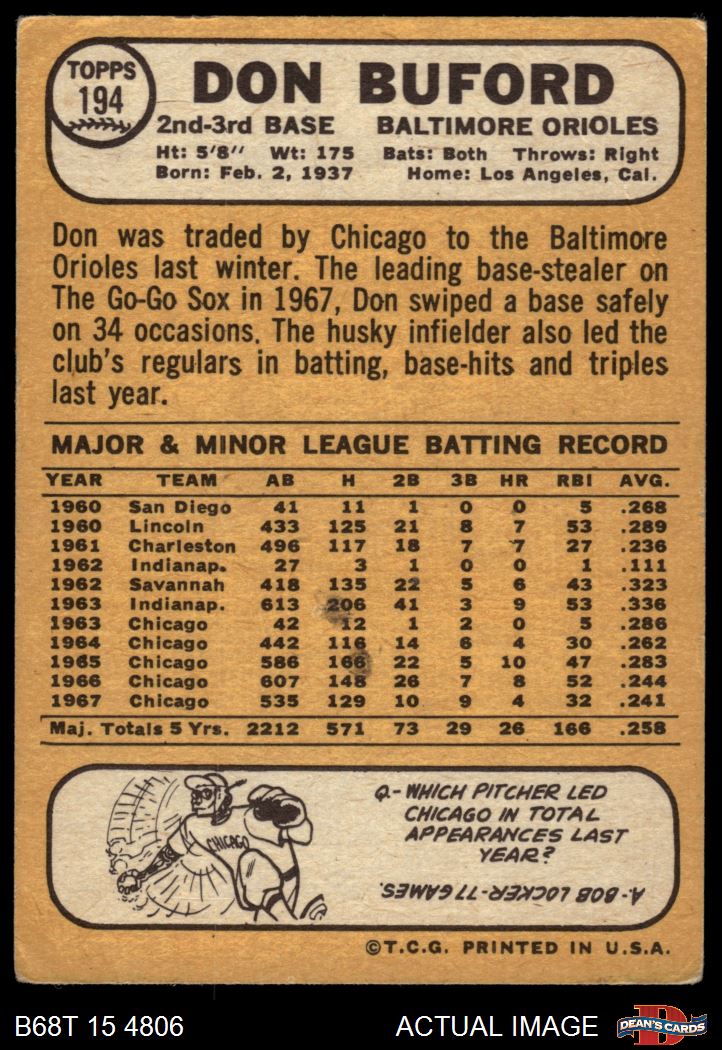 TOPPS
194
DON BUFORD
2nd-3rd BASE BALTIMORE ORIOLES
Ht: 5'8" Wt: 175 Bats: Both Throws: Right
Born: Feb. 2, 1937 Home: Los Angeles, Cal.
Don was traded by Chicago to the Baltimore
Orioles last winter. The leading base-stealer on
The Go-Go Sox in 1967, Don swiped a base safely
on 34 occasions. The husky infielder also led the
club's regulars in batting, base-hits and triples
last year.
MAJOR & MINOR LEAGUE BATTING RECORD
YEAR TEAM AB H 2B 3B HR RBI AVG.
1960 San Diego 41 11 1 0 0 5 .268
1960 Lincoln 433 125 21 8 7 53 .289
1961 Charleston 496 117 18 7 7 27 .236
1962 Indianap. 27 3 1 0 0 1 .111
1962 Savannah 418 135 22 5 6 43 .323
1963 Indianap. 613 206 41 3 9 53 .336
1963 Chicago 42 12 1 2 0 5 .286
1964 Chicago 442 116 14 6 4 30 .262
1965 Chicago 586 166 22 5 10 47 .283
1966 Chicago 607 148 26 7 8 52 .244
1967 Chicago 535 129 10 9 4 32 .241
Maj. Totals 5 Yrs. 2212 571 73 29 26 166 .258
CHICAGO
Q.- WHICH PITCHER LED
CHICAGO IN TOTAL
APPEARANCES LAST
YEAR?
A- BOB LOCKER-77 GAMES.
©T.C.G. PRINTED IN U.S.A.
B68T 15 4806 ACTUAL IMAGE
D
DEAN'S CARDS